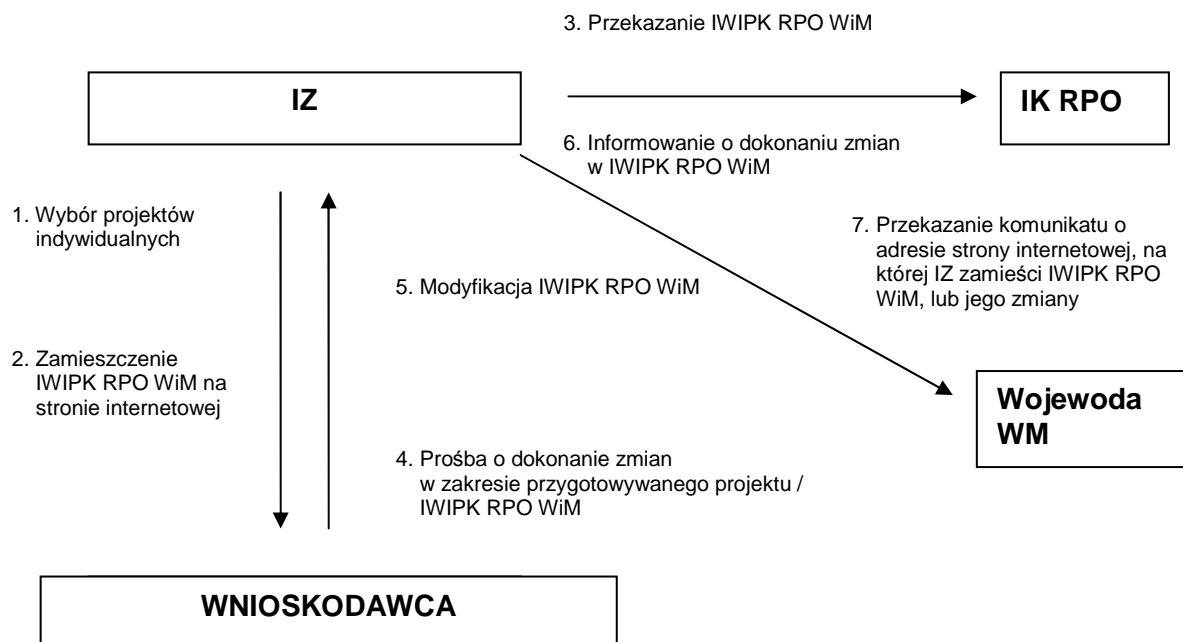 3. Przekazanie IWIPK RPO WiM
IZ
IK RPO
6. Informowanie o dokonaniu zmian
w IWIPK RPO WiM
1. Wybór projektów
indywidualnych
7. Przekazanie komunikatu o
adresie strony internetowej, na
której IZ zamieści IWIPK RPO
WiM, lub jego zmiany
5. Modyfikacja IWIPK RPO WiM
2. Zamieszczenie
IWIPK RPO WiM na
stronie internetowej
Wojewoda
WM
4. Prośba o dokonanie zmian
w zakresie przygotowywanego projektu /
IWIPK RPO WiM
WNIOSKODAWCA